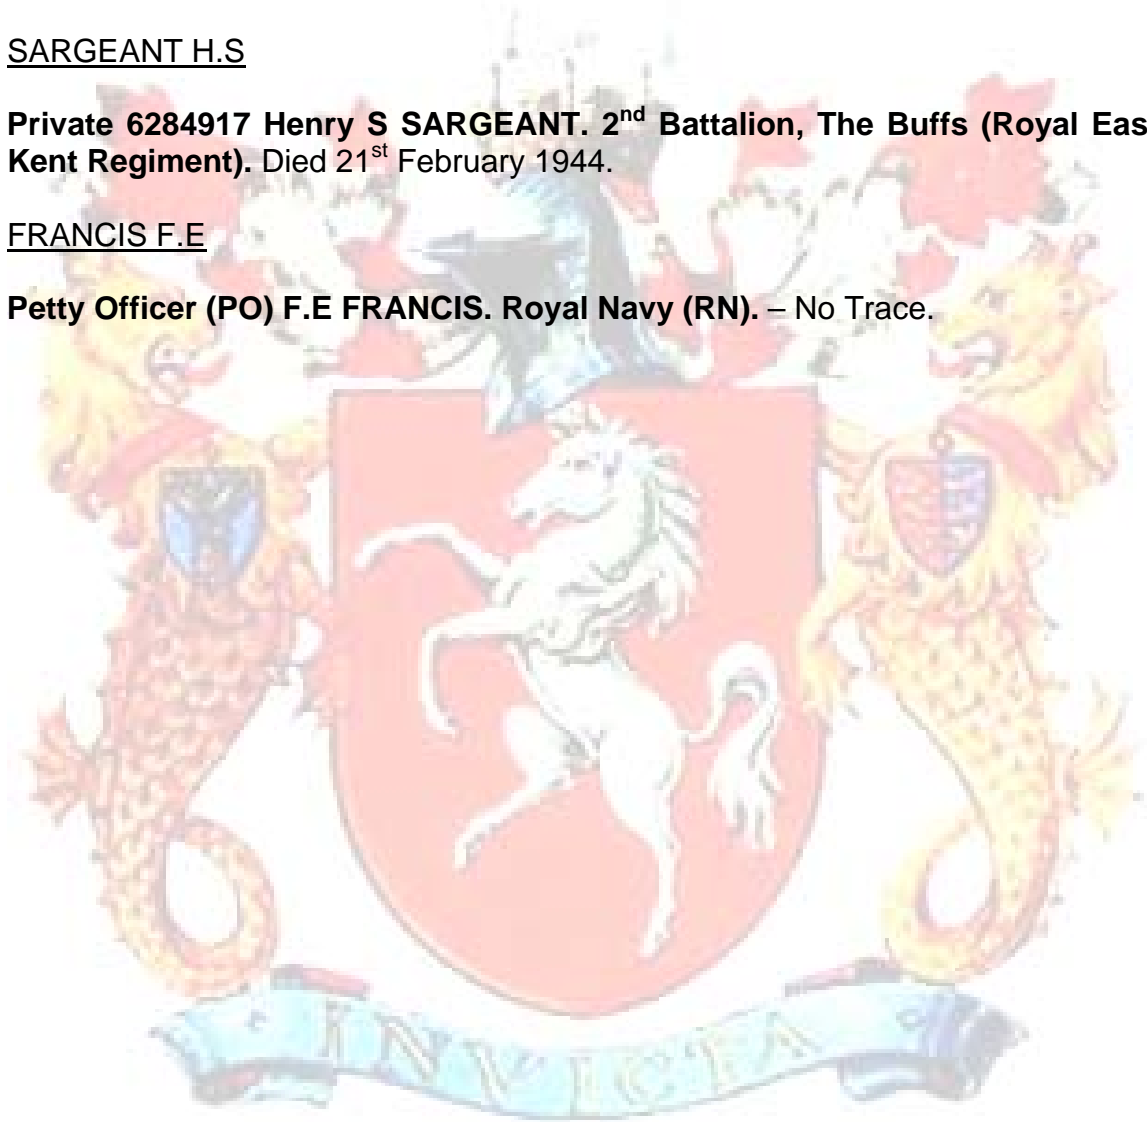 SARGEANT H.S
Private 6284917 Henry S SARGEANT. 2nd Battalion, The Buffs (Royal Eas
Kent Regiment). Died 21st February 1944.
FRANCIS F.E
Petty Officer (PO) F.E FRANCIS. Royal Navy (RN). – No Trace.
INVICTA